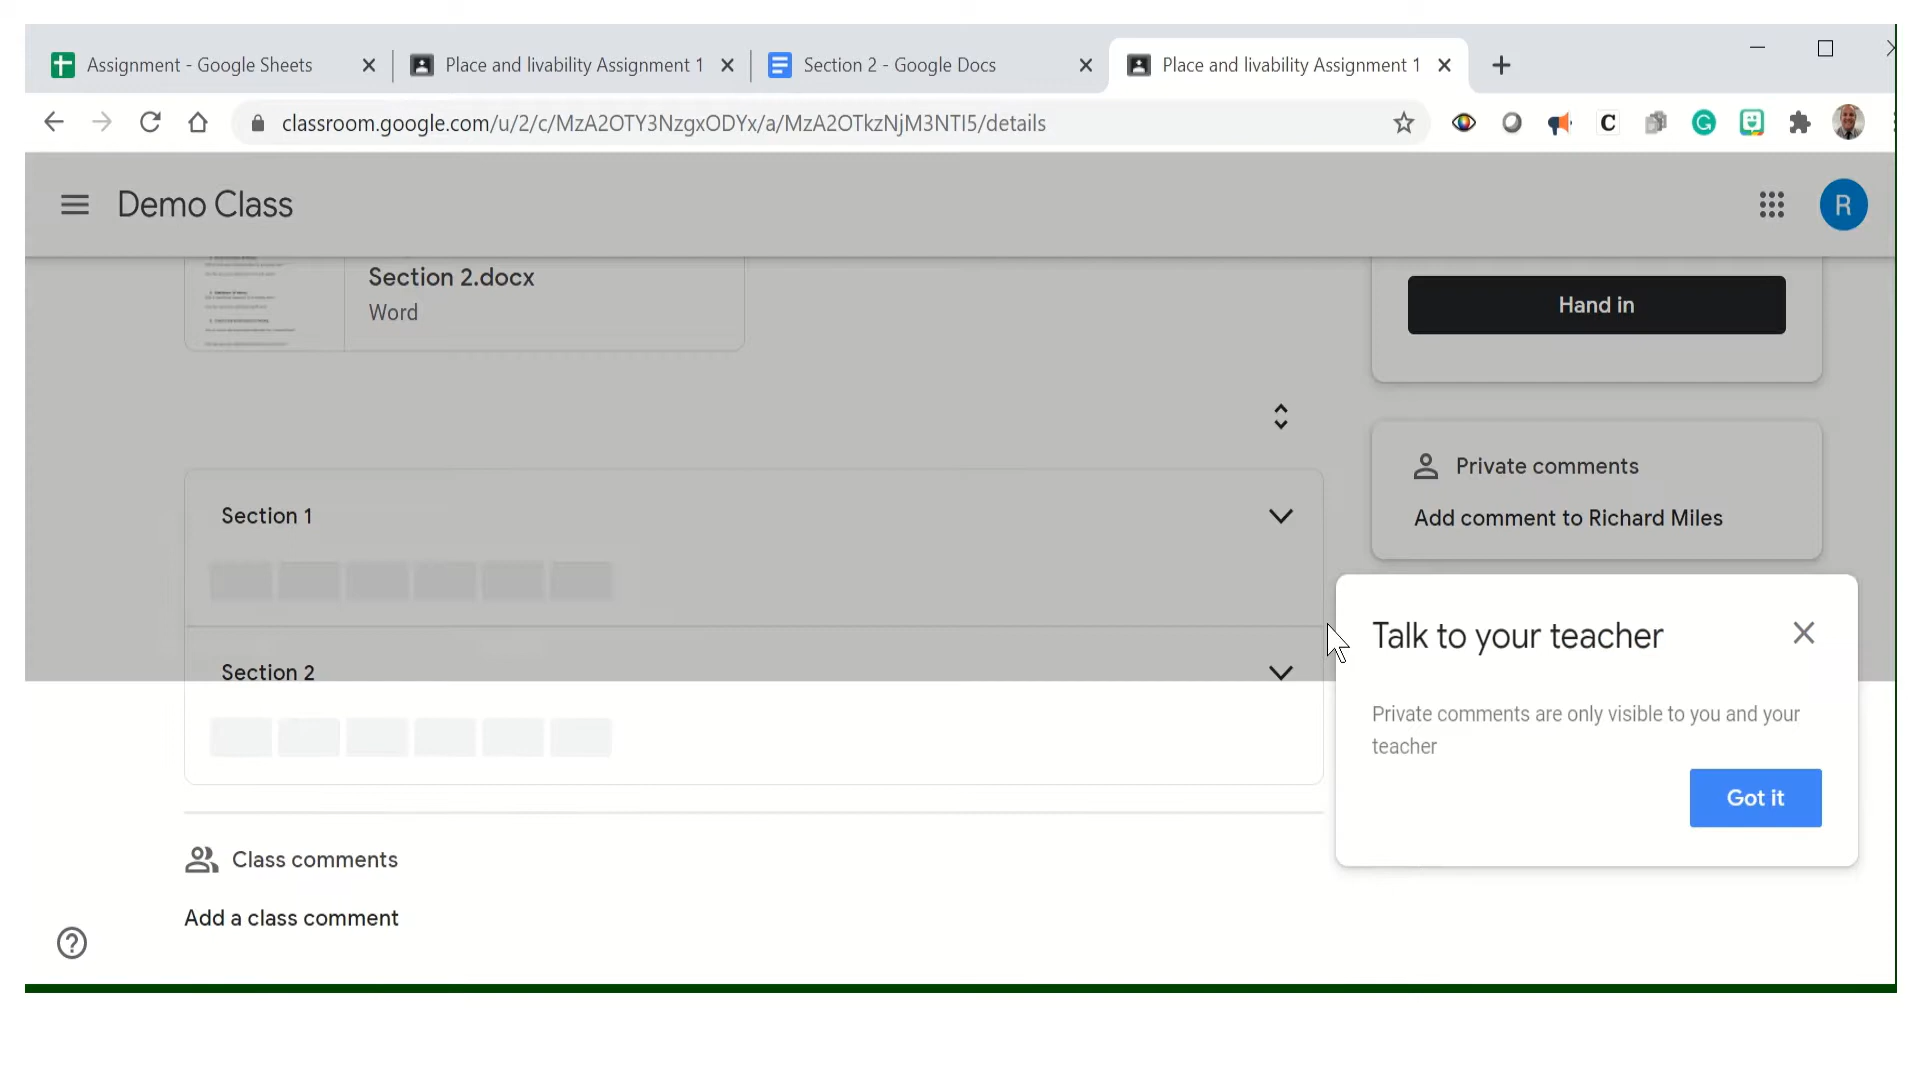 Assignment - Google Sheets
Place and livability Assignment 1
Section 2 - Google Docs
Place and livability Assignment 1
classroom.google.com/u/2/c/MzA2OTY3NzgxODYx/a/MzA2OTkzNjM3NTI5/details
C
Demo Class
R
Section 2.docx
Word
Hand in
Private comments
Add comment to Richard Miles
Section 1
Talk to your teacher
Section 2
Private comments are only visible to you and your
teacher
Got it
Class comments
Add a class comment